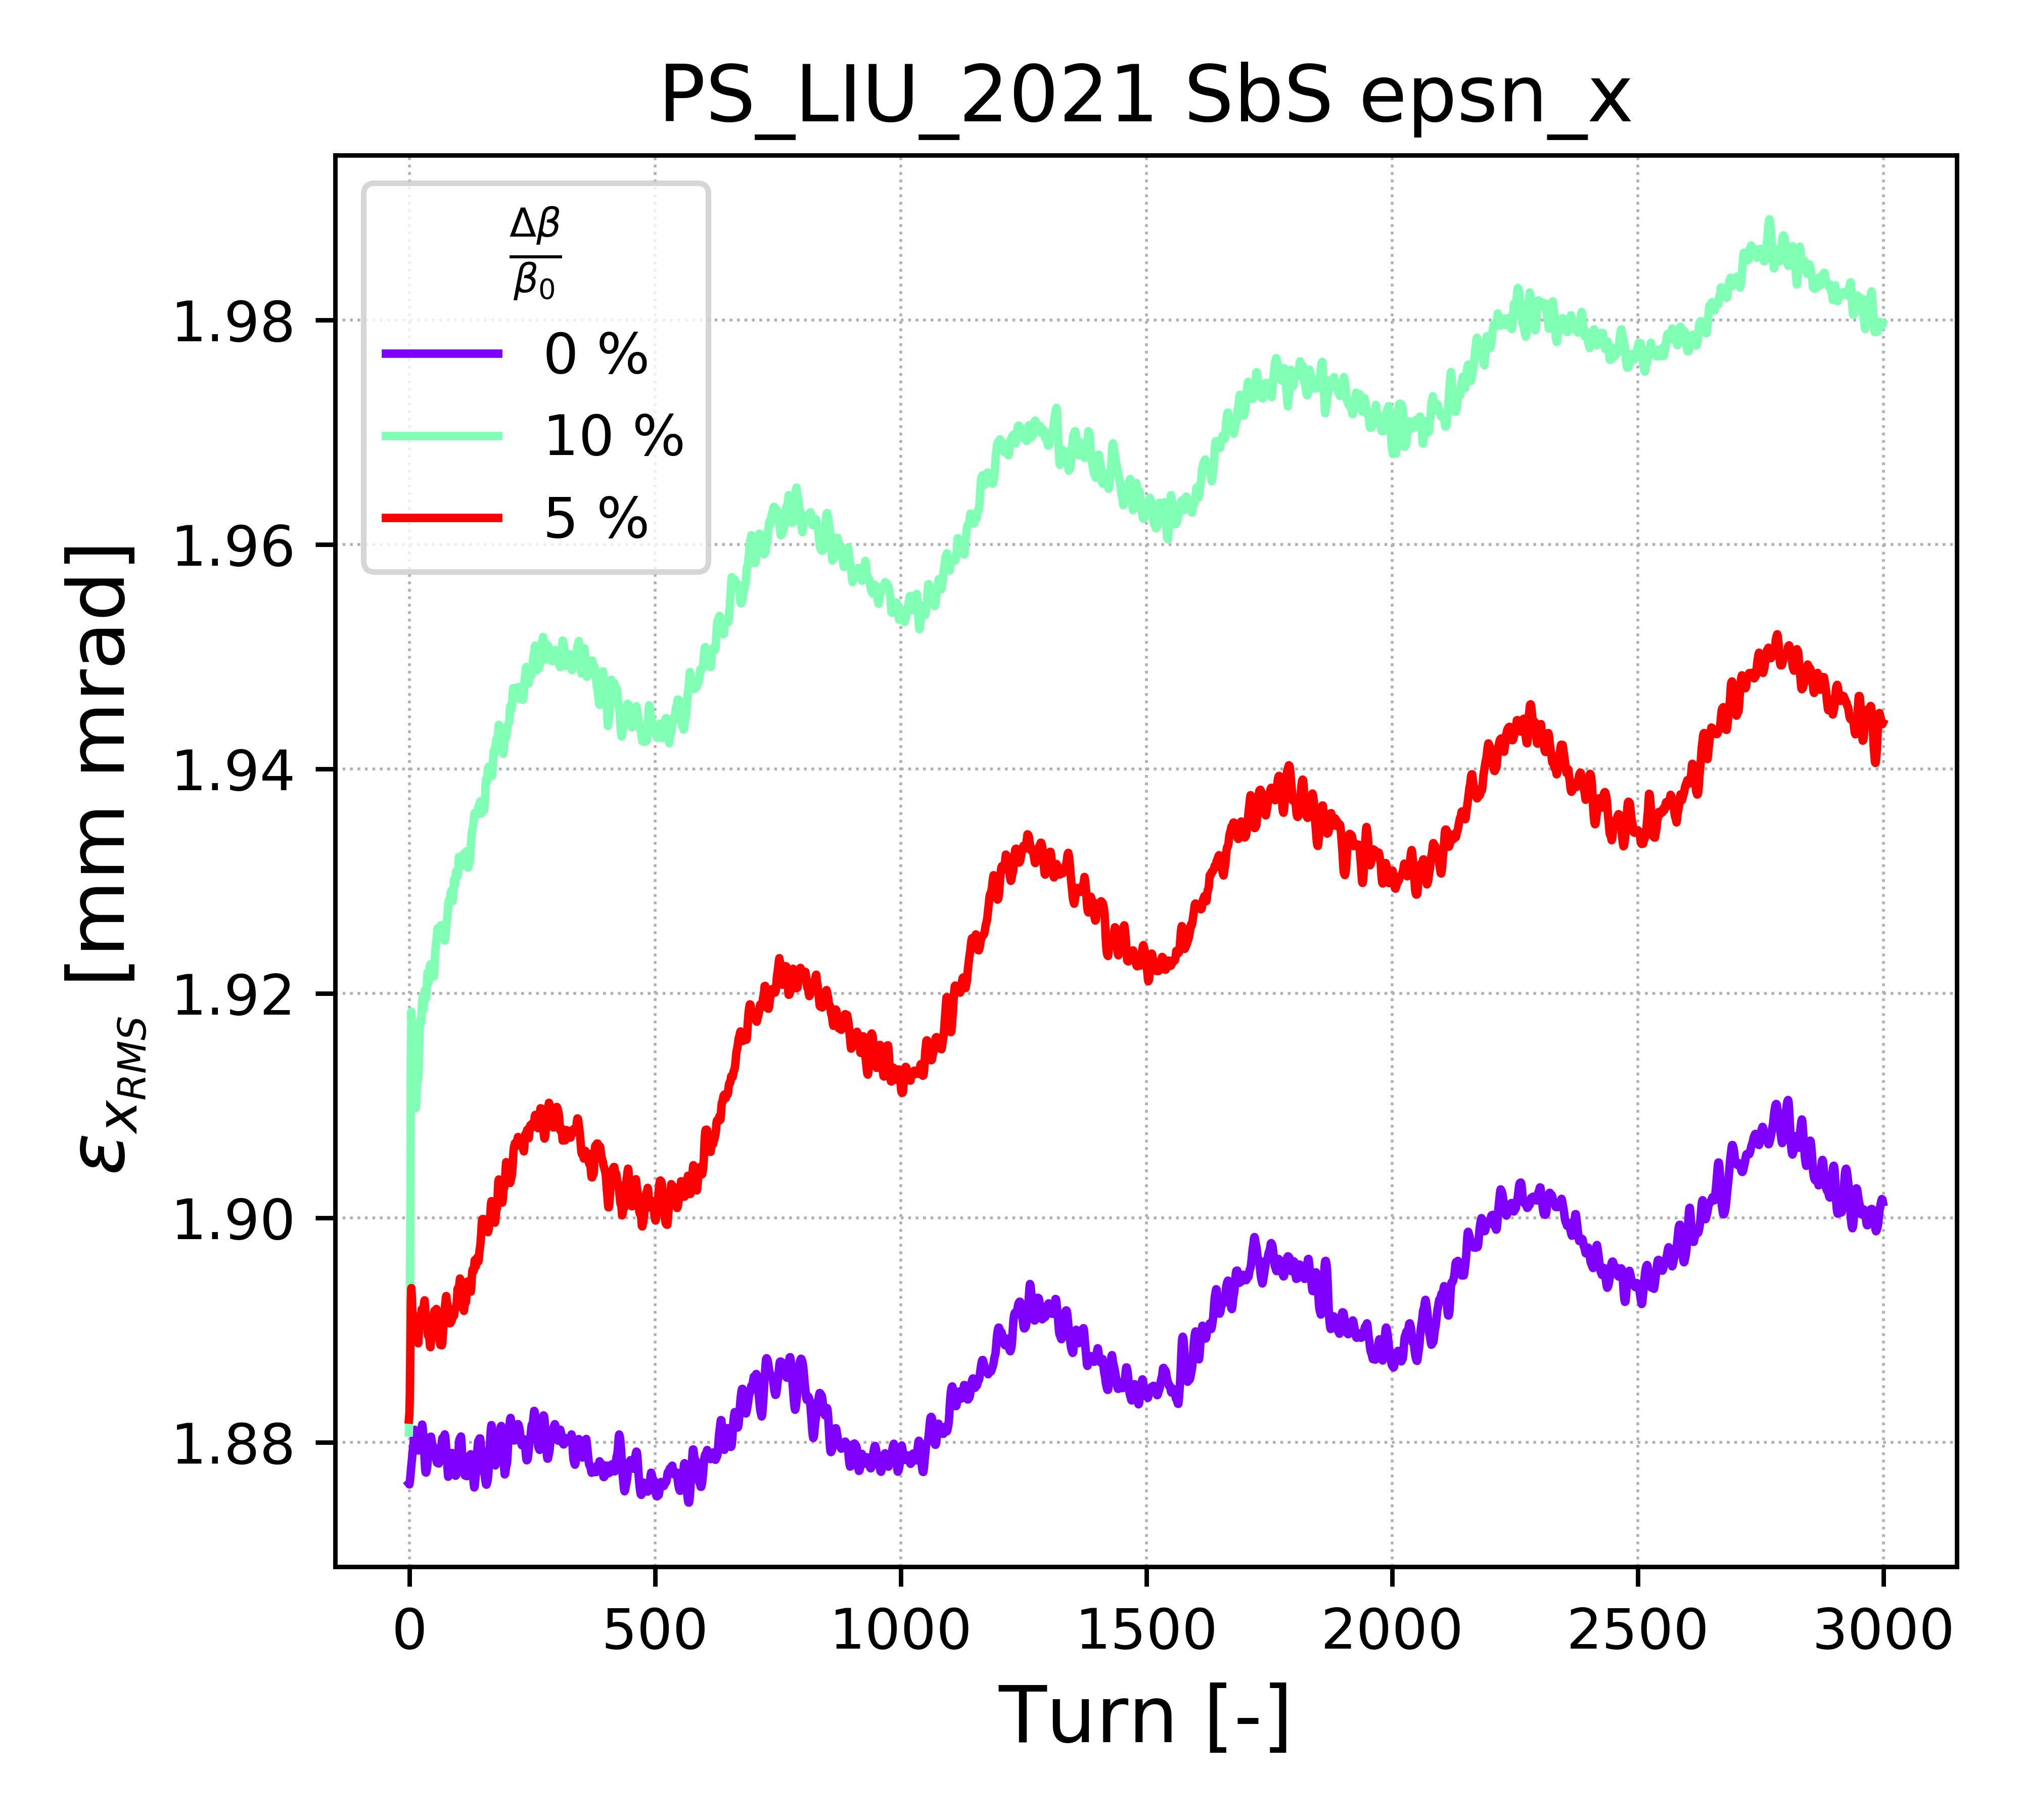 PS_LIU_2021 SbS epsn_x
Δβ
β0
0 %
10 %
5 %
εxRMS [mm mrad]
1.98
1.96
1.94
1.92
1.90
1.88
0 500 1000 1500 2000 2500 3000
Turn [-]